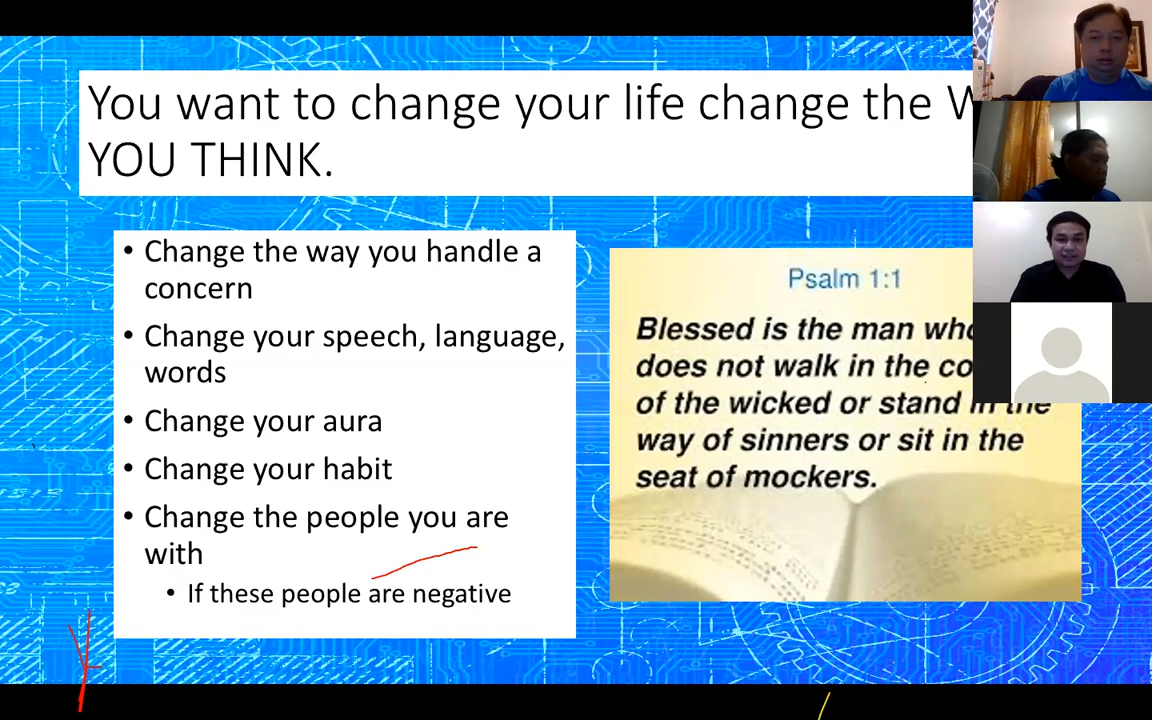 You want to change your life change the
YOU THINK.
• Change the way you handle a
concern
• Change your speech, language,
words
• Change your aura
• Change your habit
• Change the people you are
with
• If these people are negative
Psalm 1:1
Blessed is the man who
does not walk in the
of the wicked or stand in the
way of sinners or sit in the
seat of mockers.